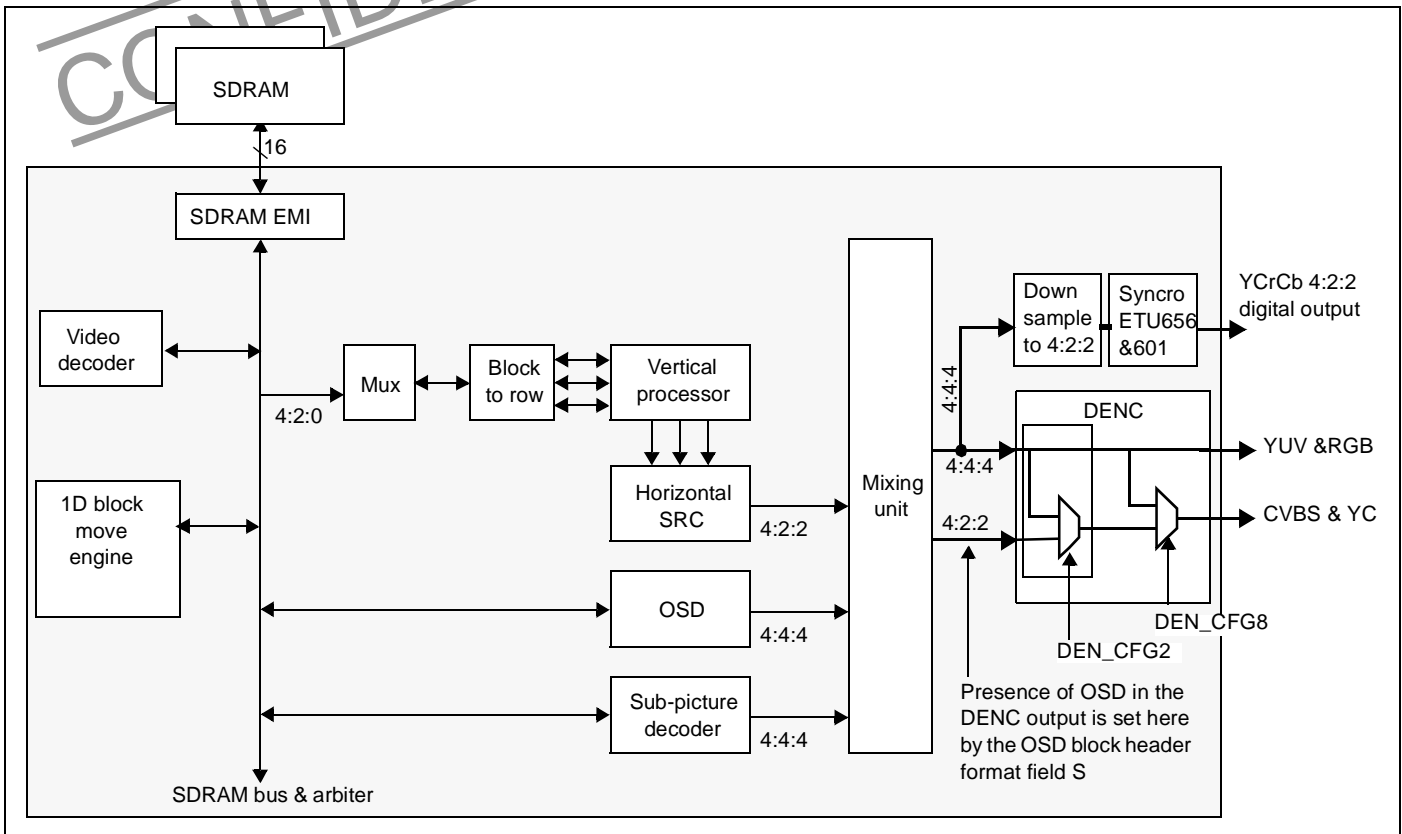 SDRAM
16
SDRAM EMI
Video
decoder
4:2:0
Mux
Block
to row
Vertical
processor
1D block
move
engine
Horizontal
SRC
4:2:2
OSD
4:4:4
Sub-picture
decoder
4:4:4
SDRAM bus & arbiter
Mixing
unit
4:4:4
4:4:4
4:2:2
Down
sample
to 4:2:2
Syncro
ETU656
&601
YCrCb 4:2:2
digital output
DENC
YUV &RGB
CVBS & YC
DEN_CFG8
DEN_CFG2
Presence of OSD in the
DENC output is set here
by the OSD block header
format field S